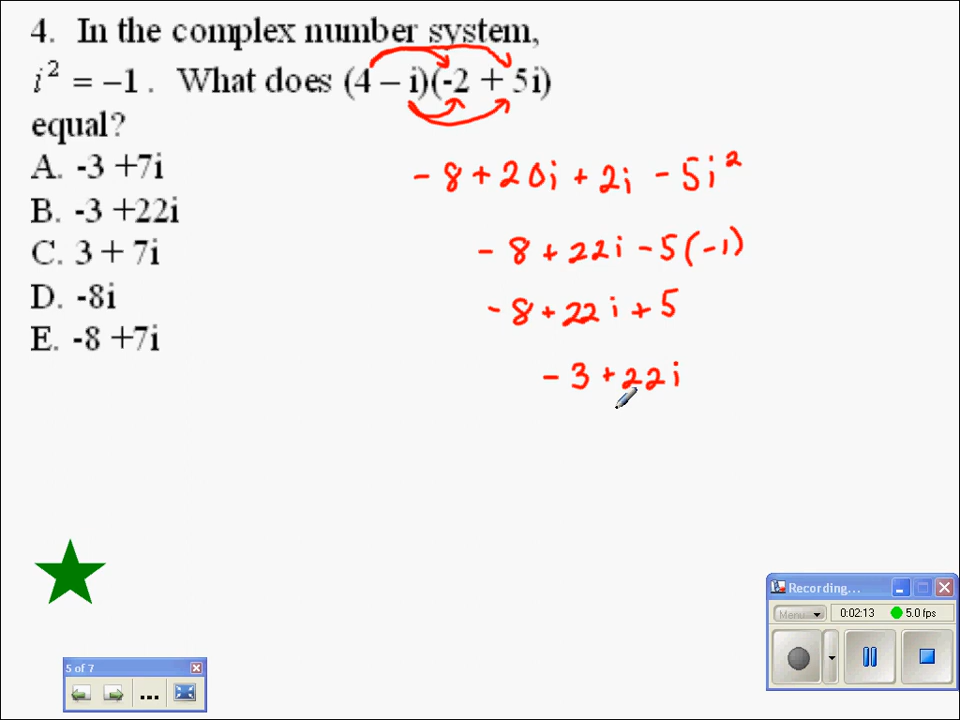 4. In the complex number system,
i² = –1 . What does (4 – i)(-2 + 5i)
equal?
A. -3 +7i
B. -3 +22i
C. 3 + 7i
D. -8i
E. -8 +7i
- 8 + 20i + 2i - 5i²
- 8 + 22i - 5(-1)
- 8 + 22i + 5
- 3 + 22i
5 of 7
...
Recording...
Menu 0:02:13 5.0 fps